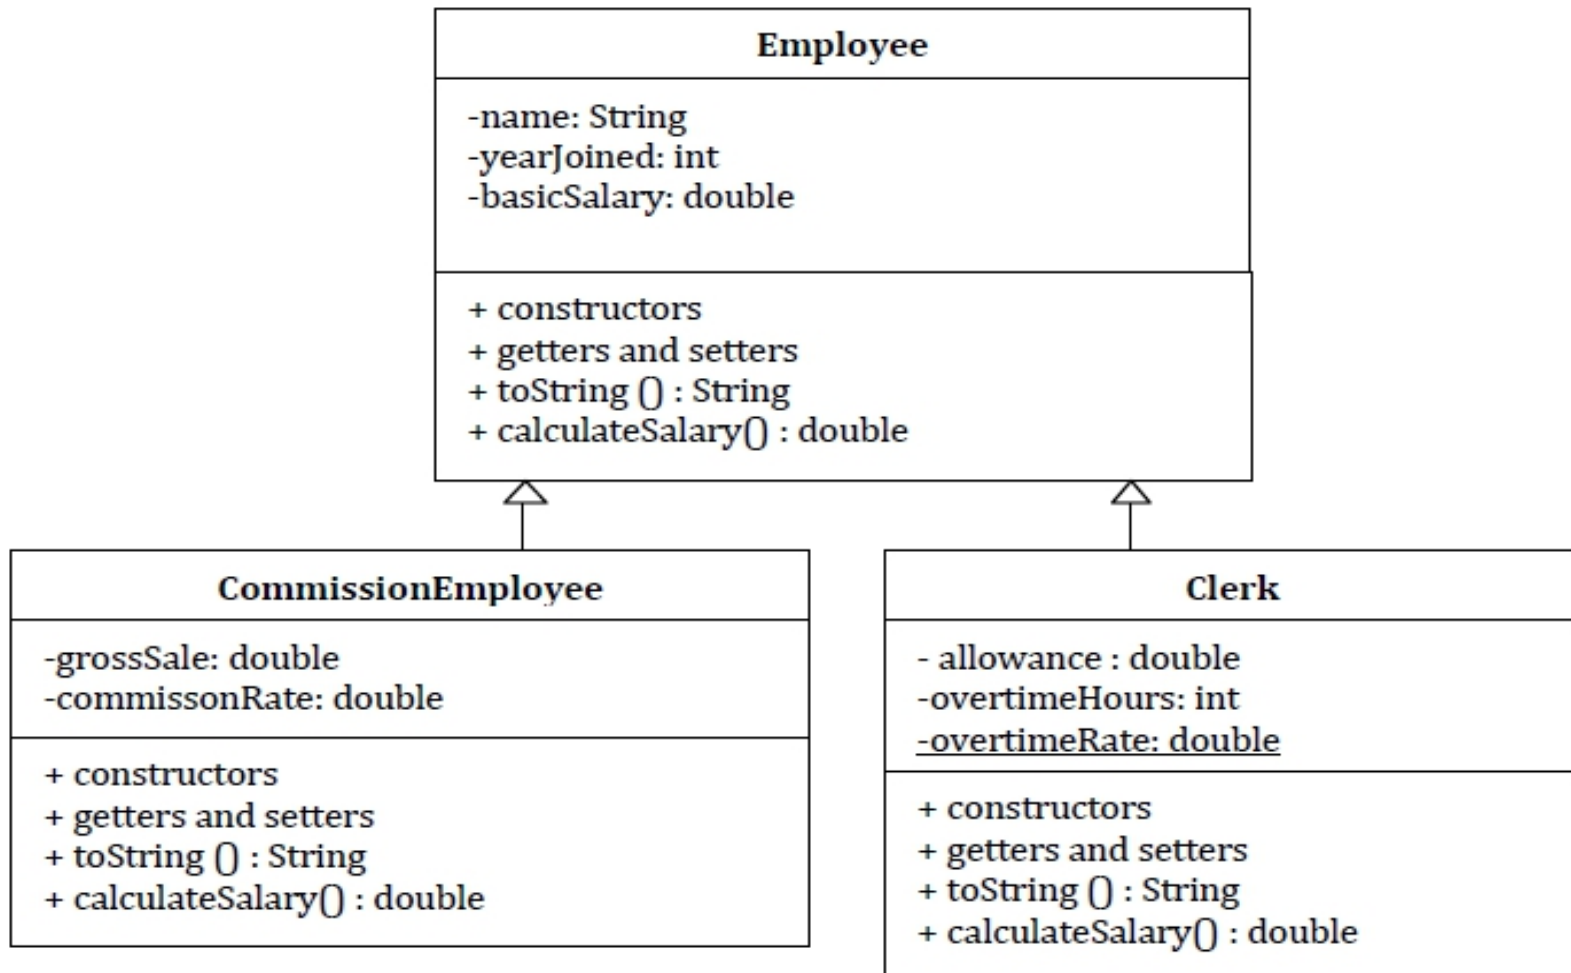 Employee
-name: String
-yearJoined: int
-basicSalary: double
+ constructors
+ getters and setters
+ toString () : String
+ calculateSalary() : double
CommissionEmployee
-grossSale: double
-commissonRate: double
+ constructors
+ getters and setters
+ toString () : String
+ calculateSalary() : double
Clerk
- allowance : double
-overtimeHours: int
-overtimeRate: double
+ constructors
+ getters and setters
+ toString () : String
+ calculateSalary() : double